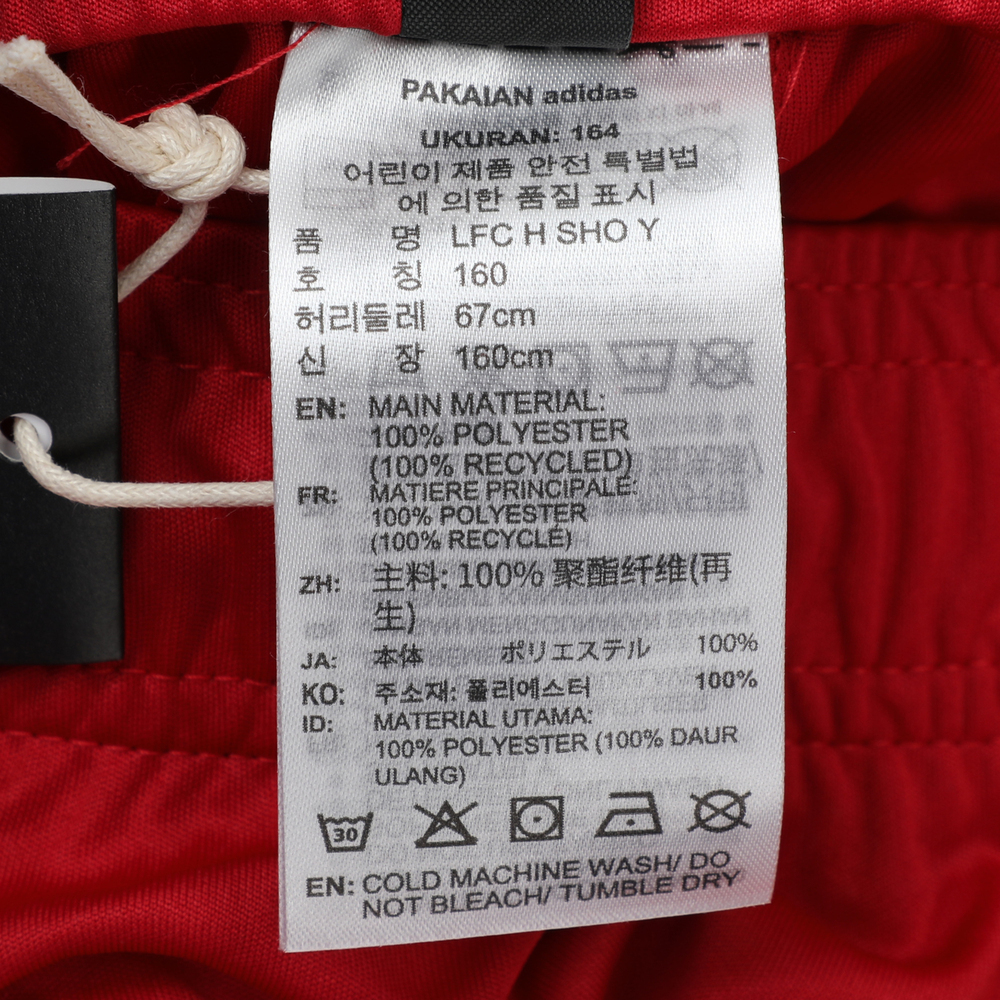 PAKAIAN adidas
UKURAN: 164
어린이 제품 안전 특별법
에 의한 품질 표시
품 명 LFC H SHO Y
호 칭 160
허리둘레 67cm
신 장 160cm
EN: MAIN MATERIAL:
100% POLYESTER
(100% RECYCLED)
FR: MATIERE PRINCIPALE:
100% POLYESTER
(100% RECYCLÉ)
ZH: 主料: 100% 聚酯纤维(再
生)
JA: 本体 ポリエステル 100%
KO: 주소재: 폴리에스터 100%
ID: MATERIAL UTAMA:
100% POLYESTER (100% DAUR
ULANG)
30
EN: COLD MACHINE WASH/ DO
NOT BLEACH/ TUMBLE DRY